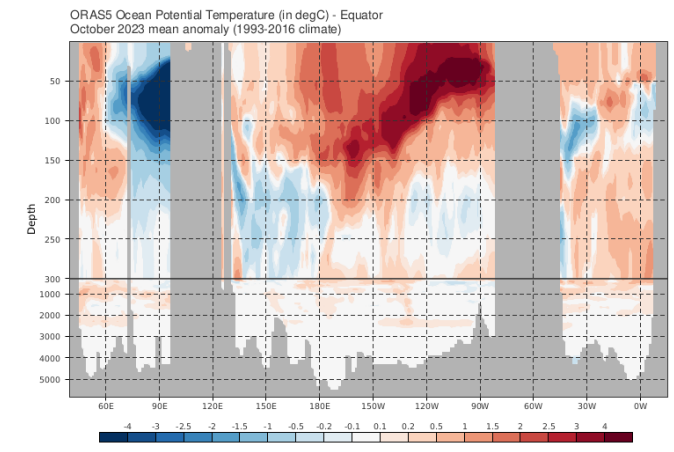 ORAS5 Ocean Potential Temperature (in degC) - Equator
October 2023 mean anomaly (1993-2016 climate)
50
100
150
200
250
300
1000
2000
3000
4000
5000
Depth
60E 90E 120E 150E 180E 150W 120W 90W 60W 30W 0W
-4 -3 -2 -1.5 -1 -0.5 -0.2 -0.1 0.1 0.2 0.5 1 1.5 2 2.5 3 4